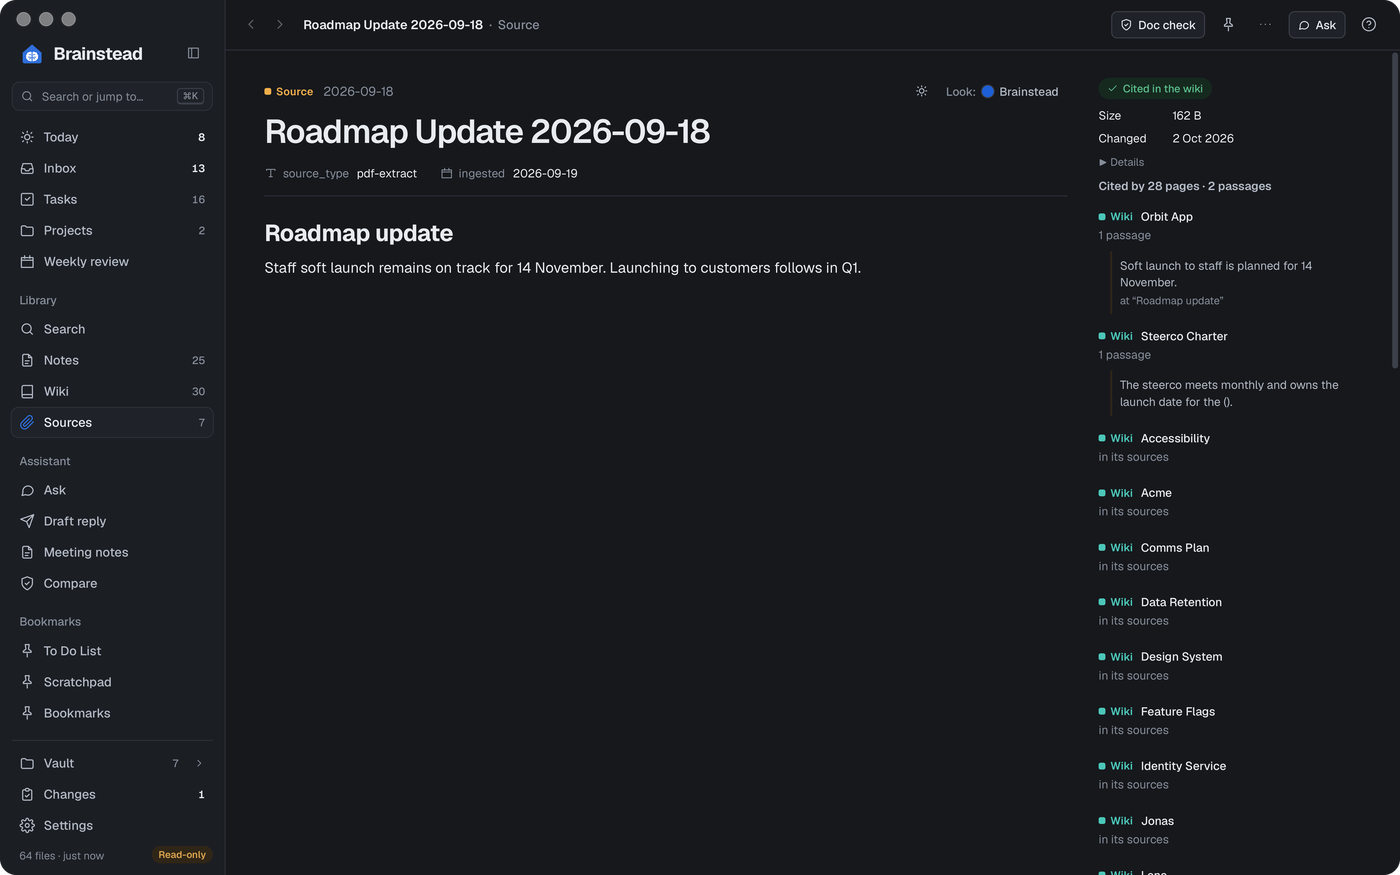 Brainstead
Search or jump to...
⌘K
Today 8
Inbox 13
Tasks 16
Projects 2
Weekly review
Library
Search
Notes 25
Wiki 30
Sources 7
Assistant
Ask
Draft reply
Meeting notes
Compare
Bookmarks
To Do List
Scratchpad
Bookmarks
Vault 7
Changes 1
Settings
64 files · just now
Read-only
Roadmap Update 2026-09-18 · Source
Doc check
Ask
Source 2026-09-18
Look: Brainstead
Roadmap Update 2026-09-18
source_type pdf-extract ingested 2026-09-19
Roadmap update
Staff soft launch remains on track for 14 November. Launching to customers follows in Q1.
Cited in the wiki
Size 162 B
Changed 2 Oct 2026
Details
Cited by 28 pages · 2 passages
Wiki Orbit App
1 passage
Soft launch to staff is planned for 14
November.
at “Roadmap update”
Wiki Steerco Charter
1 passage
The steerco meets monthly and owns the
launch date for the ().
Wiki Accessibility
in its sources
Wiki Acme
in its sources
Wiki Comms Plan
in its sources
Wiki Data Retention
in its sources
Wiki Design System
in its sources
Wiki Feature Flags
in its sources
Wiki Identity Service
in its sources
Wiki Jonas
in its sources
Wiki